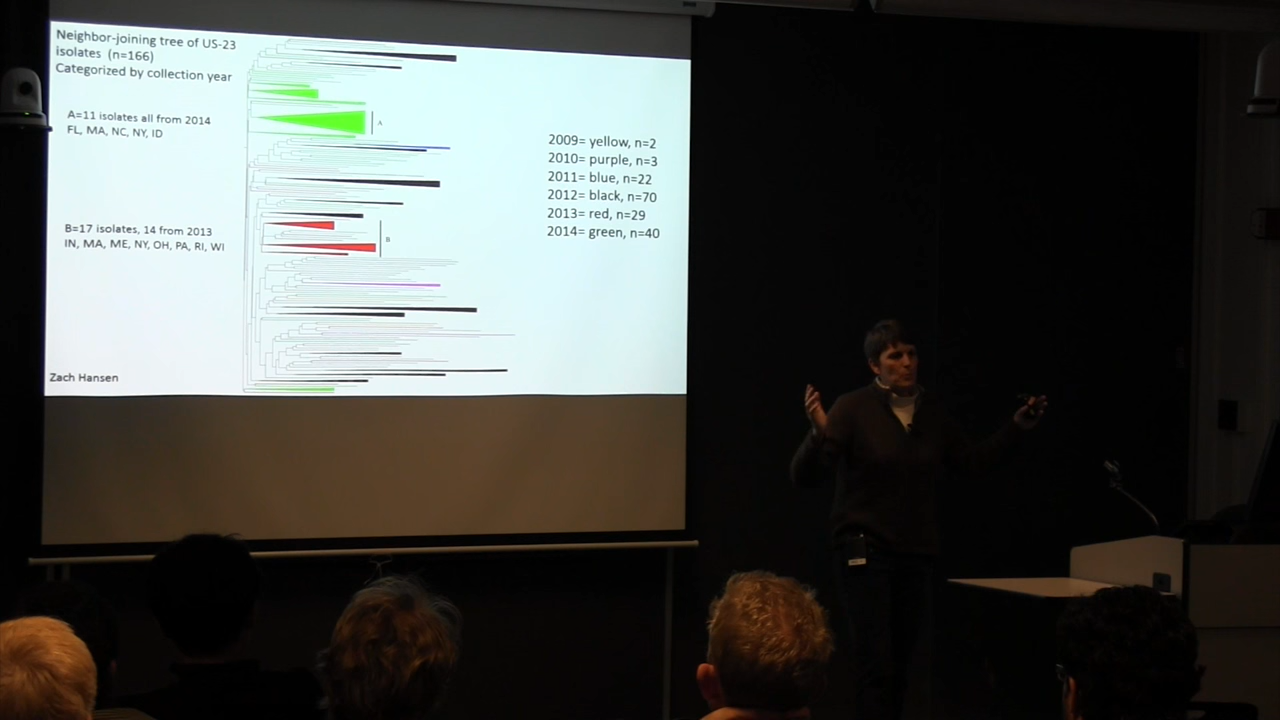 Neighbor-joining tree of US-23
isolates (n=166)
Categorized by collection year
A=11 isolates all from 2014
FL, MA, NC, NY, ID
A
2009= yellow, n=2
2010= purple, n=3
2011= blue, n=22
2012= black, n=70
2013= red, n=29
2014= green, n=40
B=17 isolates, 14 from 2013
IN, MA, ME, NY, OH, PA, RI, WI
B
Zach Hansen